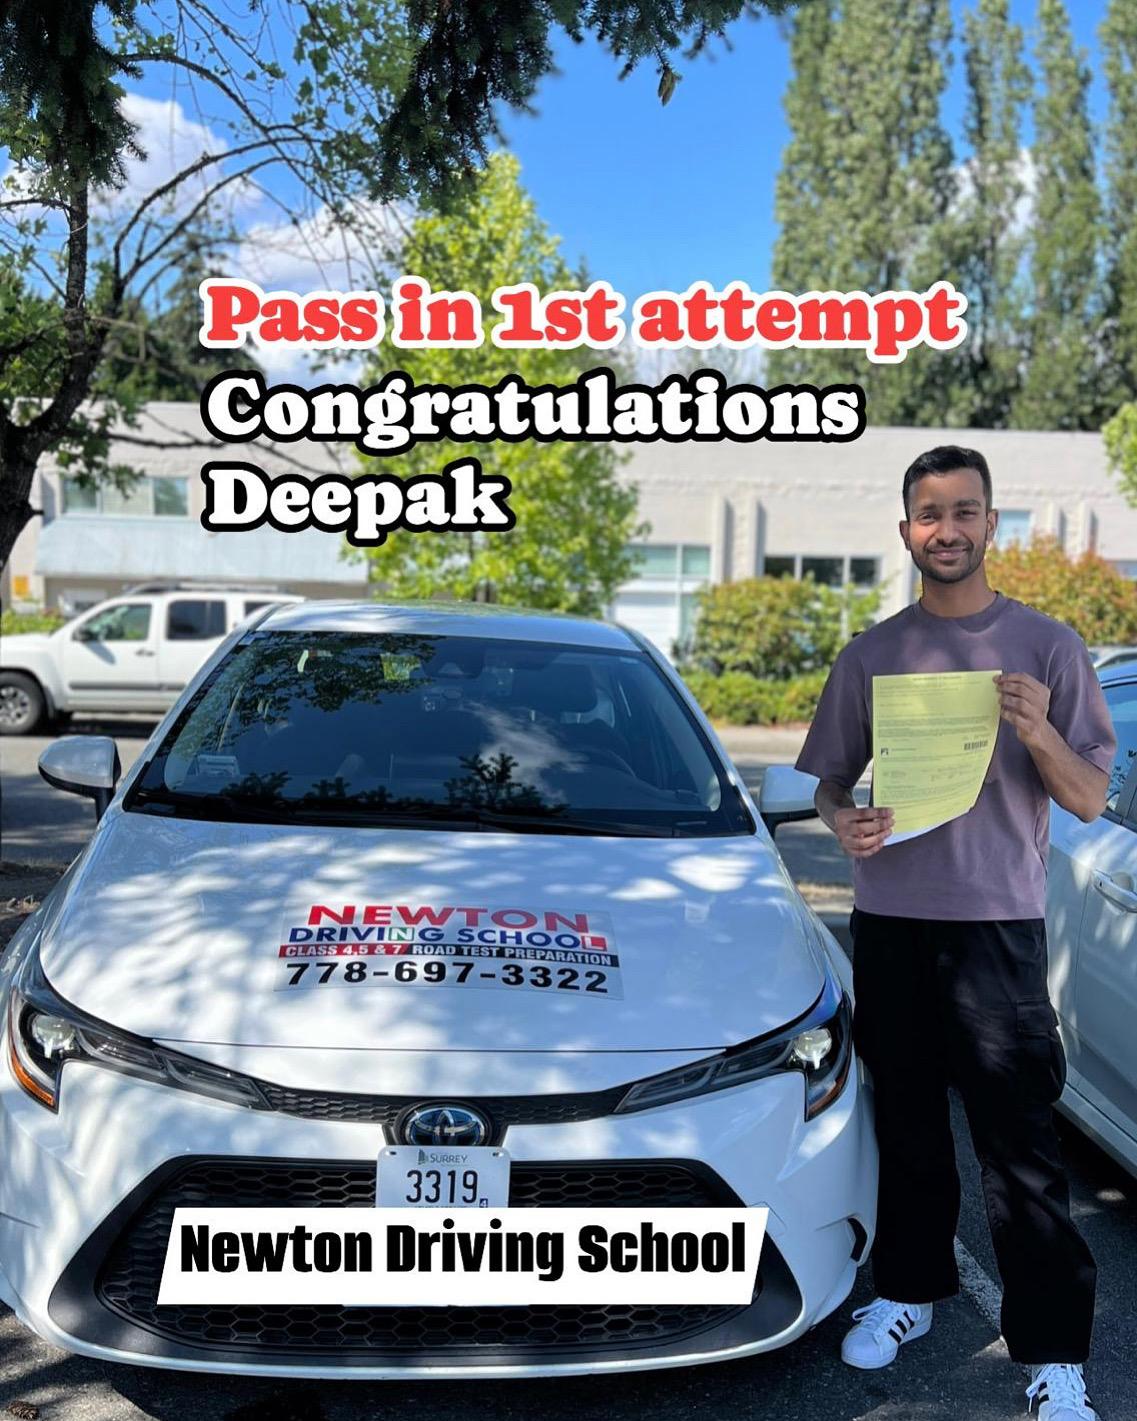 Pass in 1st attempt
Congratulations
Deepak
NEWTON
DRIVING SCHOOL
CLASS 4,5 & 7 ROAD TEST PREPARATION
778-697-3322
SURREY
3319
4
Newton Driving School